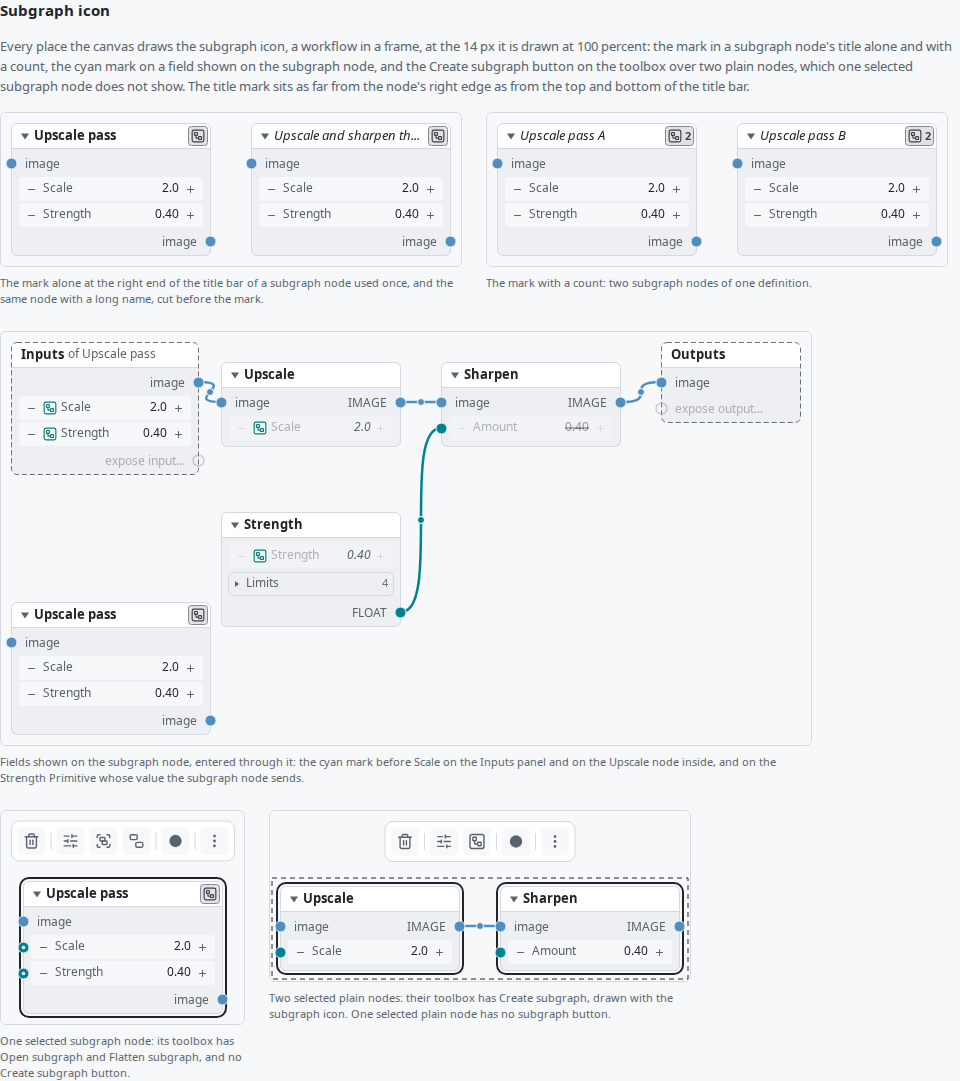 Subgraph icon
Every place the canvas draws the subgraph icon, a workflow in a frame, at the 14 px it is drawn at 100 percent: the mark in a subgraph node's title alone and with
a count, the cyan mark on a field shown on the subgraph node, and the Create subgraph button on the toolbox over two plain nodes, which one selected
subgraph node does not show. The title mark sits as far from the node's right edge as from the top and bottom of the title bar.
Upscale pass
image
– Scale 2.0 +
– Strength 0.40 +
image
Upscale and sharpen th...
image
– Scale 2.0 +
– Strength 0.40 +
image
Upscale pass A 2
image
– Scale 2.0 +
– Strength 0.40 +
image
Upscale pass B 2
image
– Scale 2.0 +
– Strength 0.40 +
image
The mark alone at the right end of the title bar of a subgraph node used once, and the
same node with a long name, cut before the mark.
The mark with a count: two subgraph nodes of one definition.
Inputs of Upscale pass
image
– Scale 2.0 +
– Strength 0.40 +
expose input...
Upscale
image IMAGE
– Scale 2.0 +
Sharpen
image IMAGE
– Amount 0.40 +
Outputs
image
expose output...
Strength
– Strength 0.40 +
Limits 4
FLOAT
Upscale pass
image
– Scale 2.0 +
– Strength 0.40 +
image
Fields shown on the subgraph node, entered through it: the cyan mark before Scale on the Inputs panel and on the Upscale node inside, and on the
Strength Primitive whose value the subgraph node sends.
Upscale pass
image
– Scale 2.0 +
– Strength 0.40 +
image
One selected subgraph node: its toolbox has
Open subgraph and Flatten subgraph, and no
Create subgraph button.
Upscale
image IMAGE
– Scale 2.0 +
Sharpen
image IMAGE
– Amount 0.40 +
Two selected plain nodes: their toolbox has Create subgraph, drawn with the
subgraph icon. One selected plain node has no subgraph button.